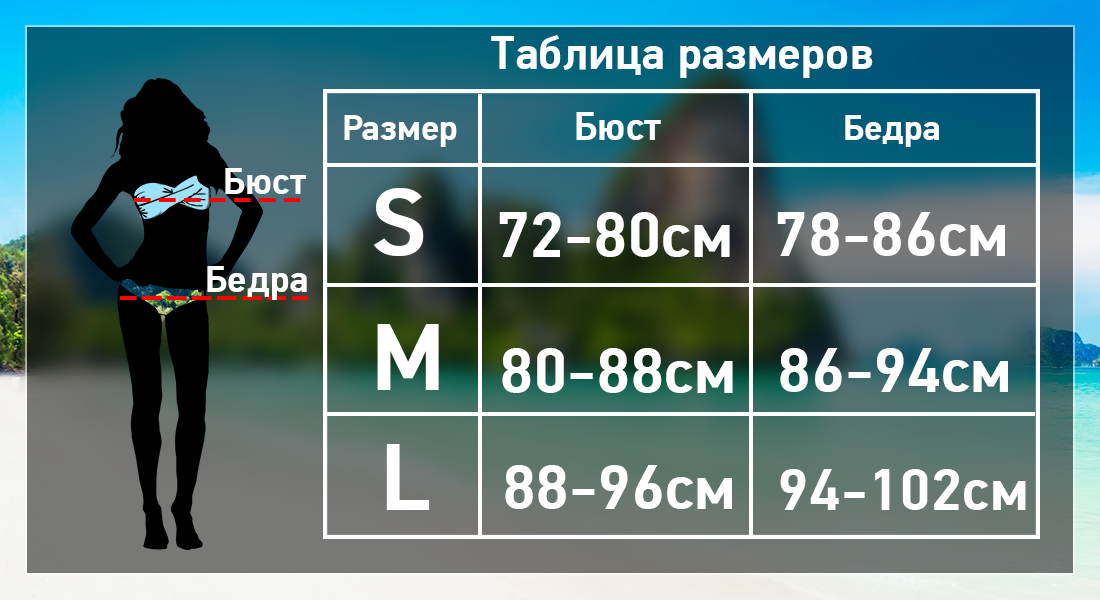 Таблица размеров
Размер Бюст Бедра
S 72-80см 78-86см
M 80-88см 86-94см
L 88-96см 94-102см
Бюст
Бедра